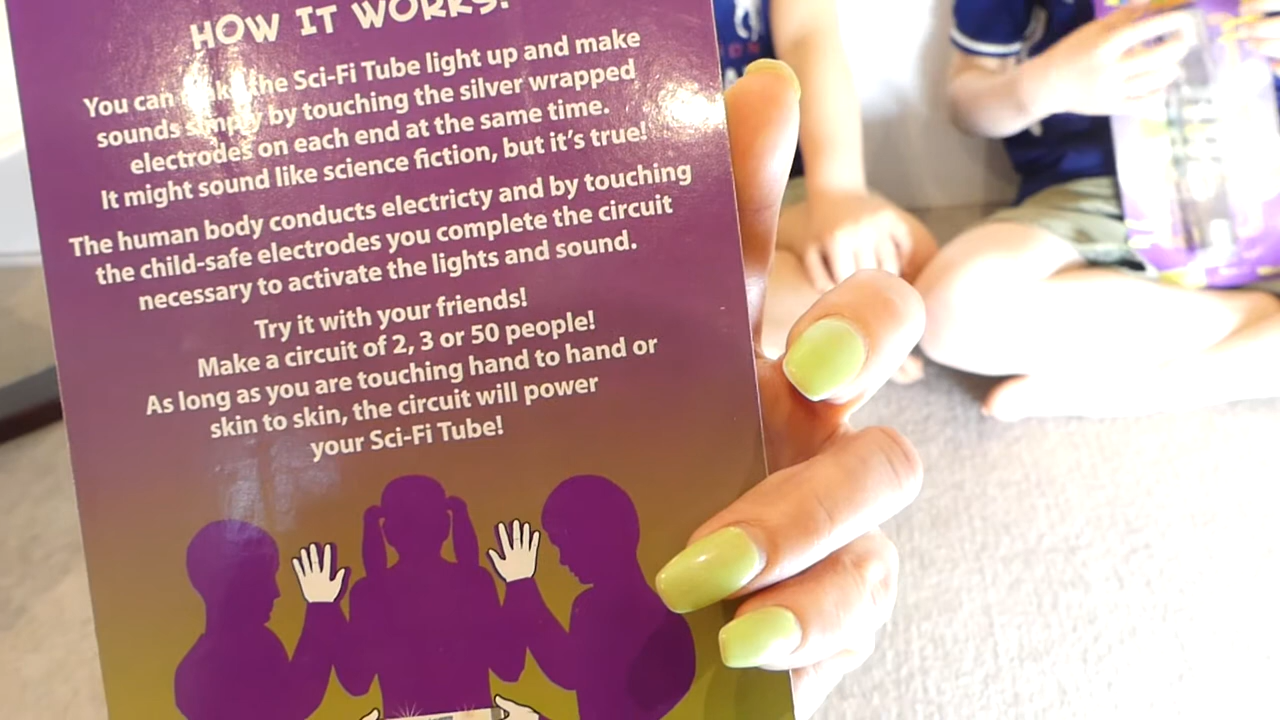 HOW IT WORKS!
You can make the Sci-Fi Tube light up and make
sounds simply by touching the silver wrapped
electrodes on each end at the same time.
It might sound like science fiction, but it's true!
The human body conducts electricty and by touching
the child-safe electrodes you complete the circuit
necessary to activate the lights and sound.
Try it with your friends!
Make a circuit of 2, 3 or 50 people!
As long as you are touching hand to hand or
skin to skin, the circuit will power
your Sci-Fi Tube!